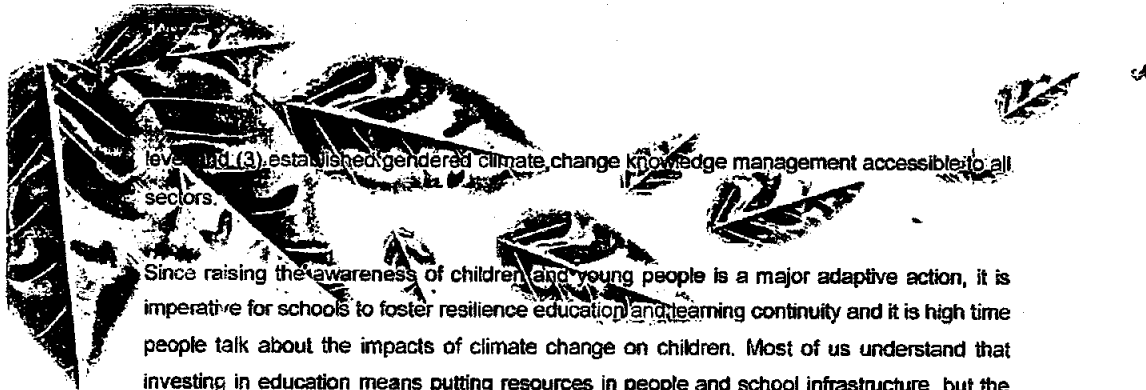 level and (3) established gendered climate change knowledge management accessible to all
sectors.
Since raising the awareness of children and young people is a major adaptive action, it is
imperative for schools to foster resilience education and learning continuity and it is high time
people talk about the impacts of climate change on children. Most of us understand that
investing in education means putting resources in people and school infrastructure, but the